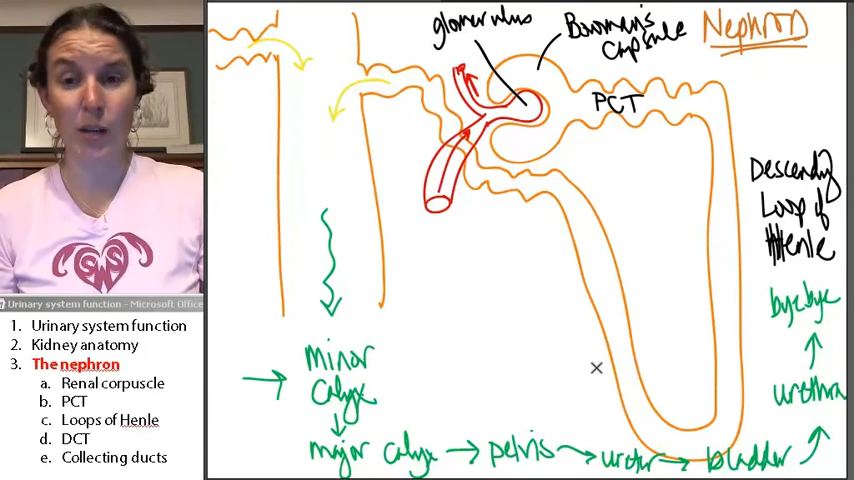 glomerulus
Bowman's
capsule
Nephron
PCT
Descendg
Loop of
Henle
bye bye
urethra
minor
calyx
major calyx → pelvis → ureter → bladder
SWS
Urinary system function - Microsoft Office
1. Urinary system function
2. Kidney anatomy
3. The nephron
a. Renal corpuscle
b. PCT
c. Loops of Henle
d. DCT
e. Collecting ducts